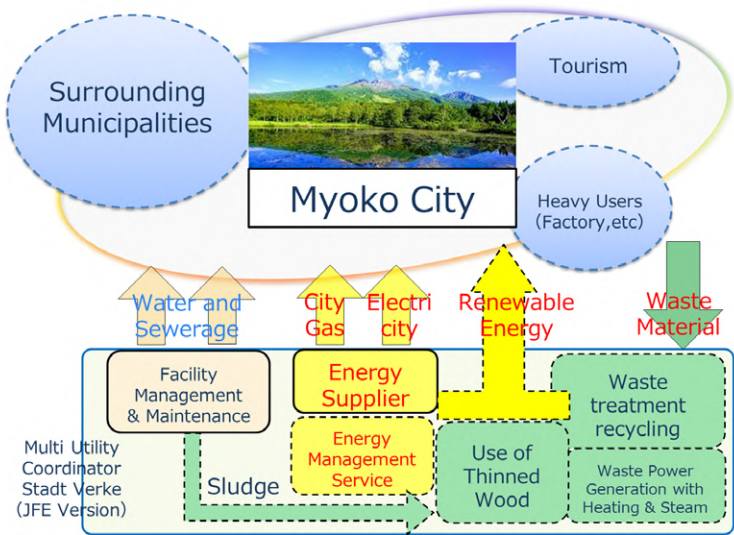 Surrounding
Municipalities
Tourism
Myoko City
Heavy Users
(Factory,etc)
Water and
Sewerage
City
Gas
Electri
city
Renewable
Energy
Waste
Material
Facility
Management
& Maintenance
Energy
Supplier
Waste
treatment
recycling
Multi Utility
Coordinator
Stadt Verke
(JFE Version)
Sludge
Energy
Management
Service
Use of
Thinned
Wood
Waste Power
Generation with
Heating & Steam